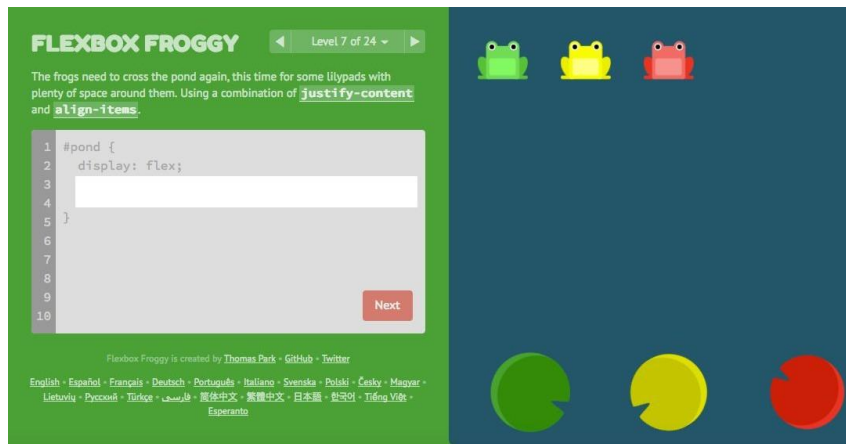 FLEXBOX FROGGY
Level 7 of 24
The frogs need to cross the pond again, this time for some lilypads with
plenty of space around them. Using a combination of justify-content
and align-items.
1 #pond {
2 display: flex;
3
4
5 }
6
7
8
9
10
Next
Flexbox Froggy is created by Thomas Park • GitHub • Twitter
English • Español • Français • Deutsch • Português • Italiano • Svenska • Polski • Česky • Magyar •
Lietuvių • Русский • Türkçe • فارسی • 简体中文 • 繁體中文 • 日本語 • 한국어 • Tiếng Việt •
Esperanto